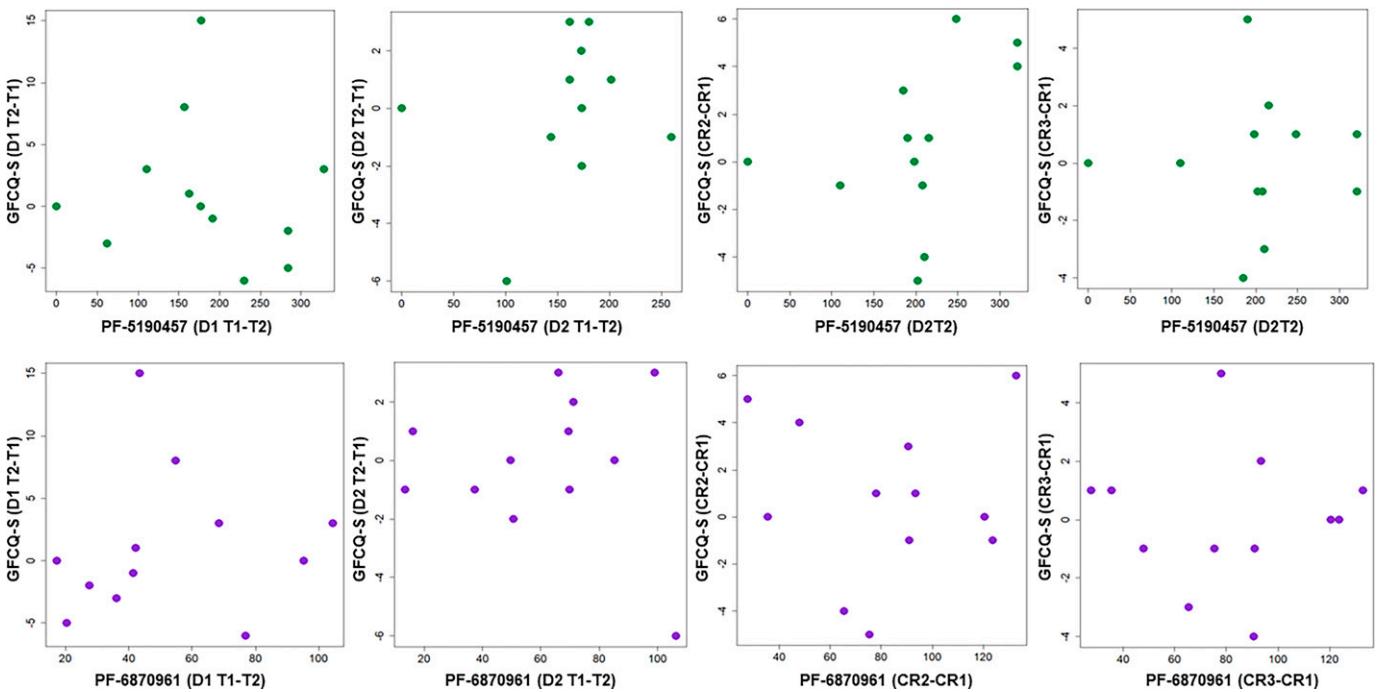 GFCQ-S (D1 T2-T1)
15
10
5
0
-5
0 50 100 150 200 250 300
PF-5190457 (D1 T1-T2)
GFCQ-S (D2 T2-T1)
2
0
-2
-4
-6
0 50 100 150 200 250
PF-5190457 (D2 T1-T2)
GFCQ-S (CR2-CR1)
6
4
2
0
-2
-4
0 50 100 150 200 250 300
PF-5190457 (D2T2)
GFCQ-S (CR3-CR1)
4
2
0
-2
-4
0 50 100 150 200 250 300
PF-5190457 (D2T2)
GFCQ-S (D1 T2-T1)
15
10
5
0
-5
20 40 60 80 100
PF-6870961 (D1 T1-T2)
GFCQ-S (D2 T2-T1)
2
0
-2
-4
-6
20 40 60 80 100
PF-6870961 (D2 T1-T2)
GFCQ-S (CR2-CR1)
6
4
2
0
-2
-4
40 60 80 100 120
PF-6870961 (CR2-CR1)
GFCQ-S (CR3-CR1)
4
2
0
-2
-4
40 60 80 100 120
PF-6870961 (CR3-CR1)